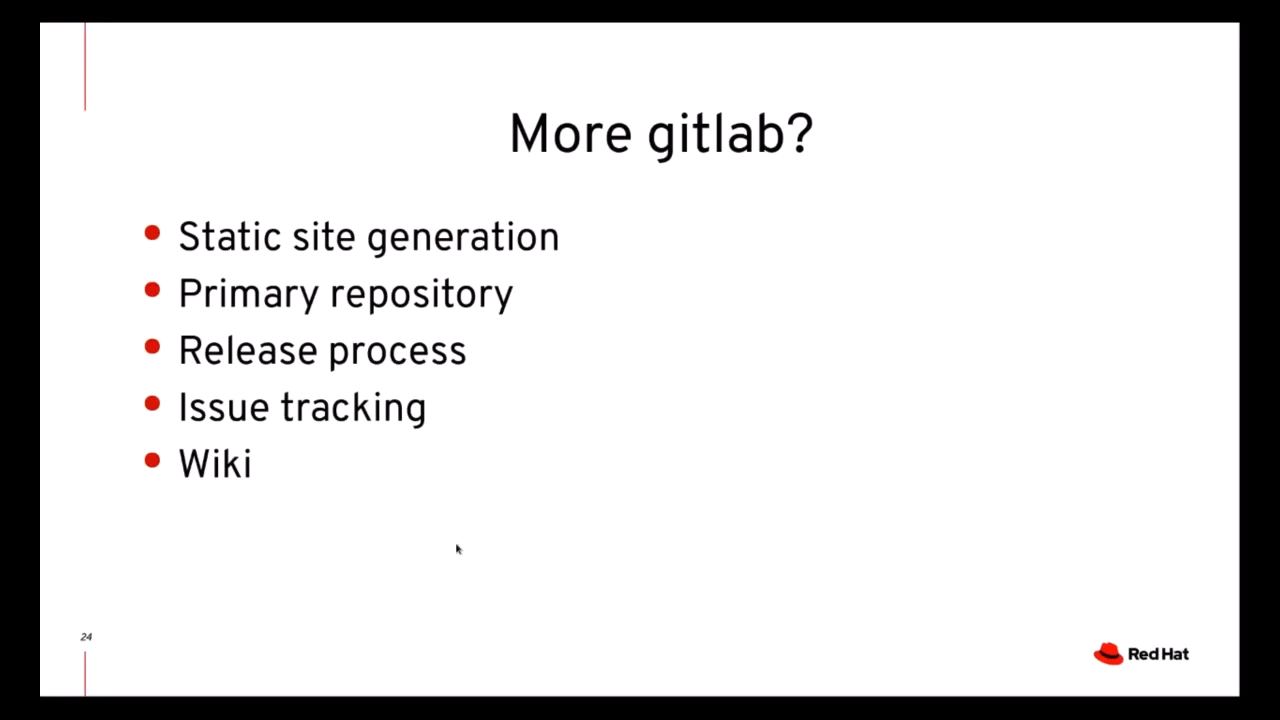 More gitlab?
Static site generation
Primary repository
Release process
Issue tracking
Wiki
24
Red Hat